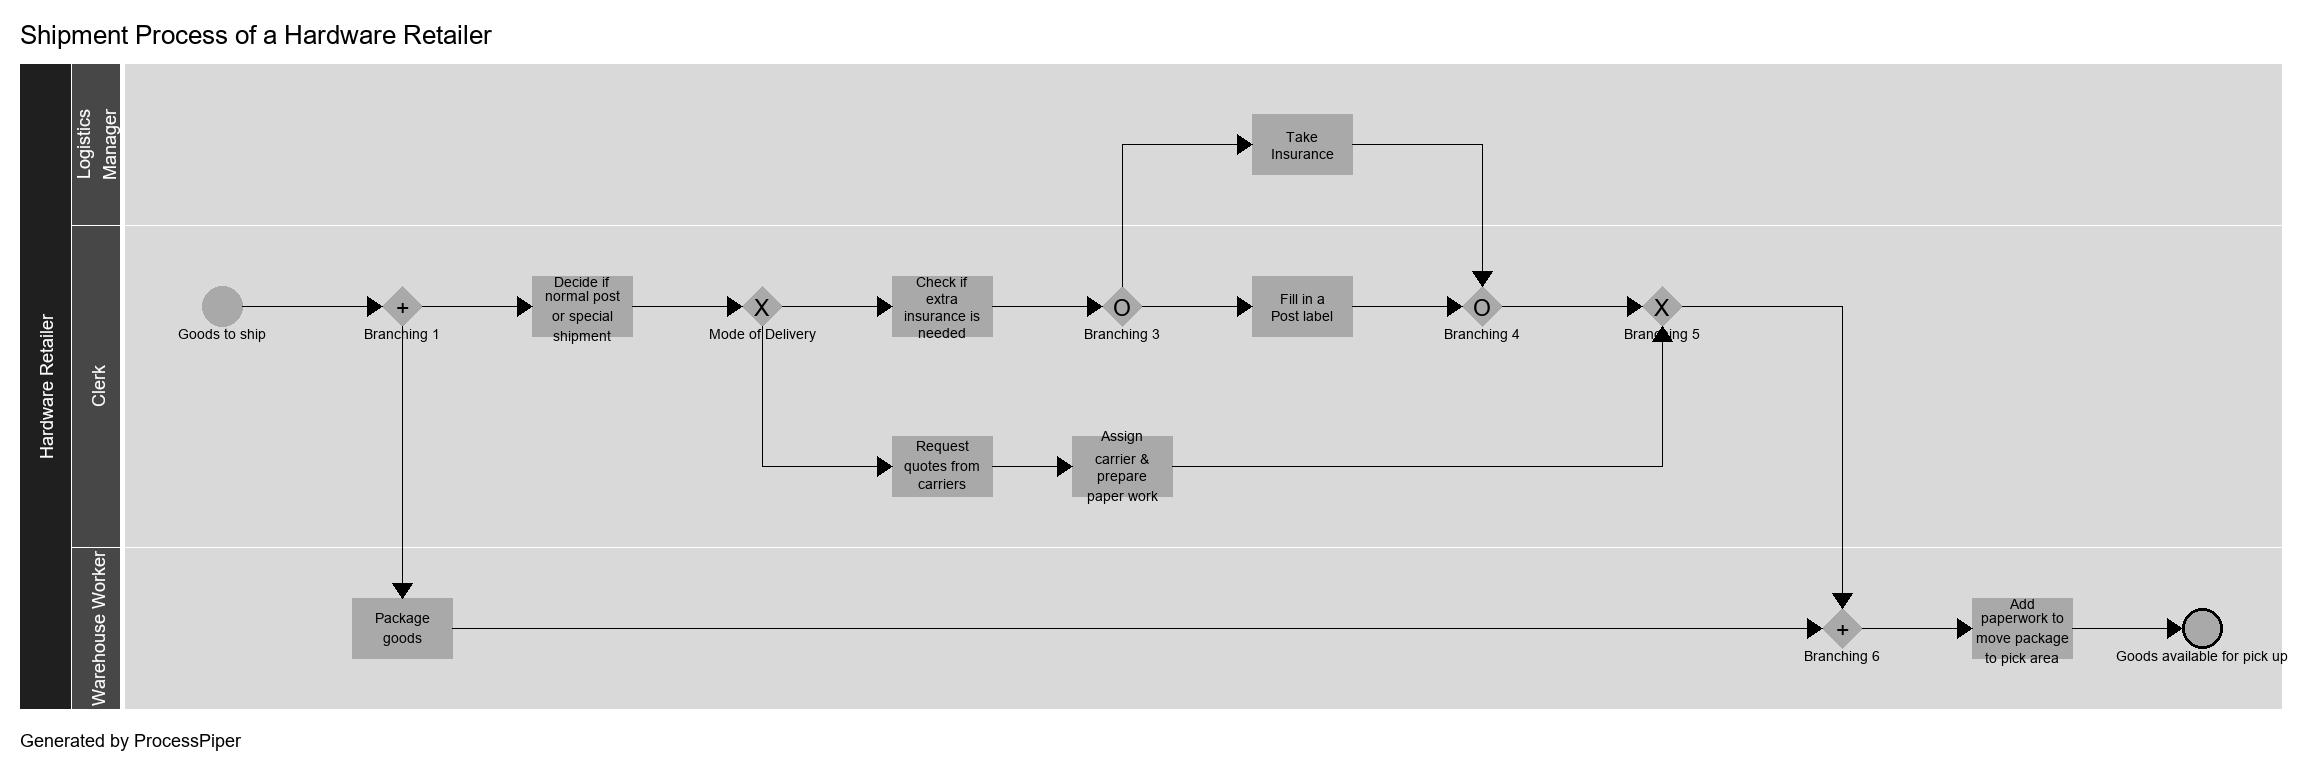 Shipment Process of a Hardware Retailer
Hardware Retailer
Logistics
Manager
Take
Insurance
Clerk
Goods to ship
+
Branching 1
Decide if
normal post
or special
shipment
X
Mode of Delivery
Check if
extra
insurance is
needed
O
Branching 3
Fill in a
Post label
O
Branching 4
X
Branching 5
Request
quotes from
carriers
Assign
carrier &
prepare
paper work
Warehouse Worker
Package
goods
+
Branching 6
Add
paperwork to
move package
to pick area
Goods available for pick up
Generated by ProcessPiper